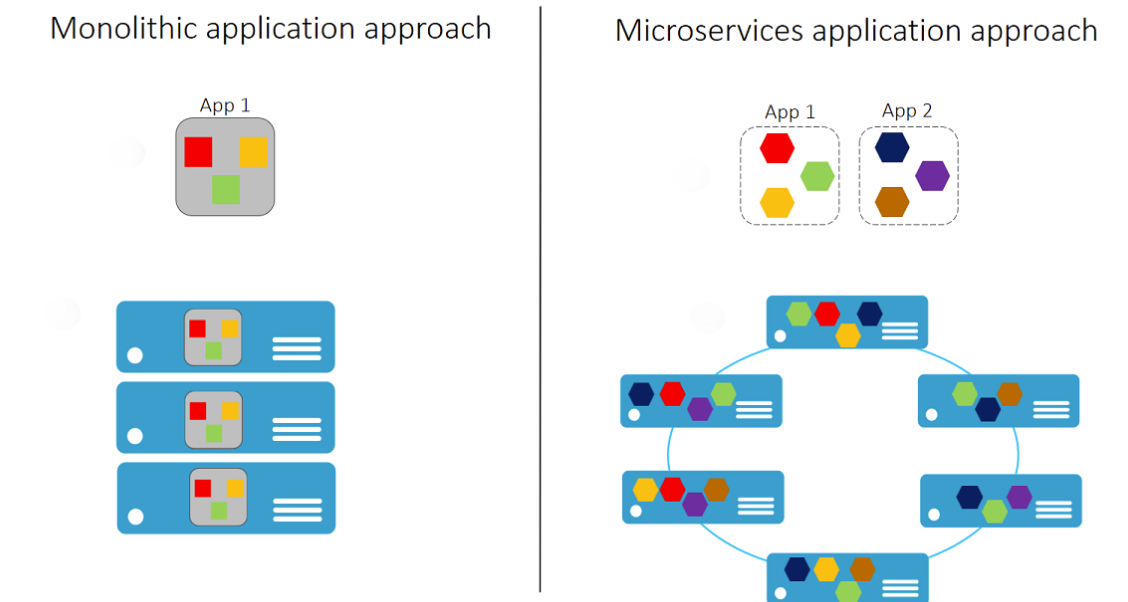 Monolithic application approach
Microservices application approach
App 1
App 1
App 2